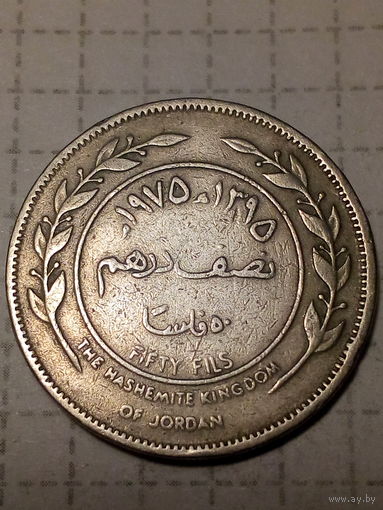 ١٣٩٥ - ١٩٧٥
نصف درهم
٥٠ فلسا
FIFTY FILS
THE HASHEMITE KINGDOM
OF JORDAN
www.ay.by